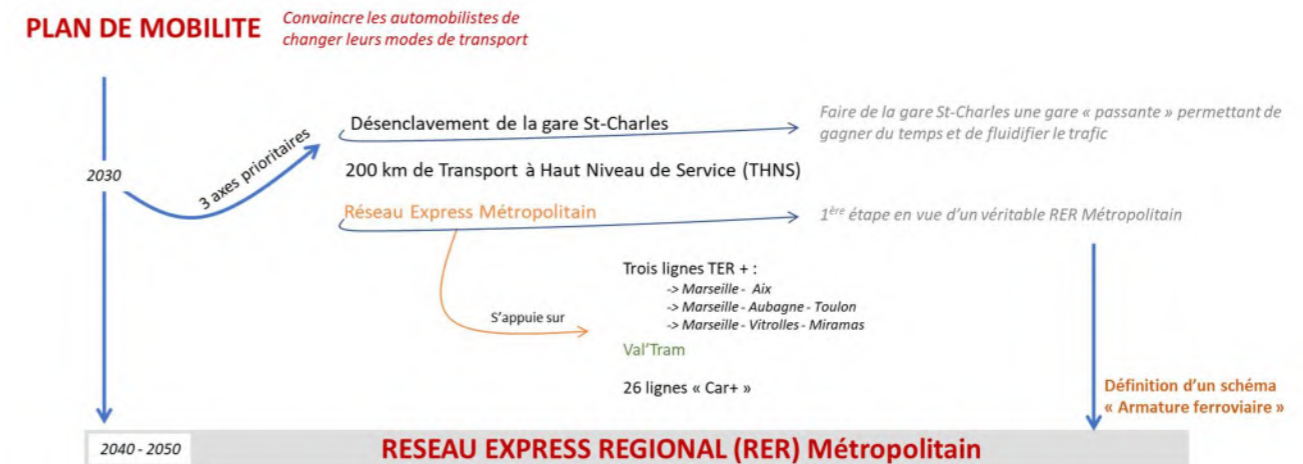 PLAN DE MOBILITE
Convaincre les automobilistes de
changer leurs modes de transport
2030
3 axes prioritaires
Désenclavement de la gare St-Charles
Faire de la gare St-Charles une gare « passante » permettant de
gagner du temps et de fluidifier le trafic
200 km de Transport à Haut Niveau de Service (THNS)
Réseau Express Métropolitain
1ère étape en vue d'un véritable RER Métropolitain
S'appuie sur
Trois lignes TER + :
-> Marseille - Aix
-> Marseille - Aubagne - Toulon
-> Marseille - Vitrolles - Miramas
Val'Tram
26 lignes « Car+ »
Définition d'un schéma
« Armature ferroviaire »
2040 - 2050
RESEAU EXPRESS REGIONAL (RER) Métropolitain